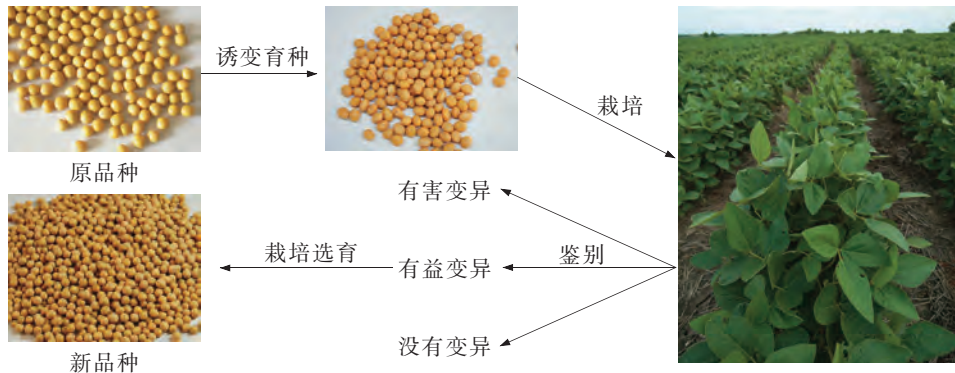 诱变育种
栽培
原品种
有害变异
栽培选育
有益变异
鉴别
没有变异
新品种